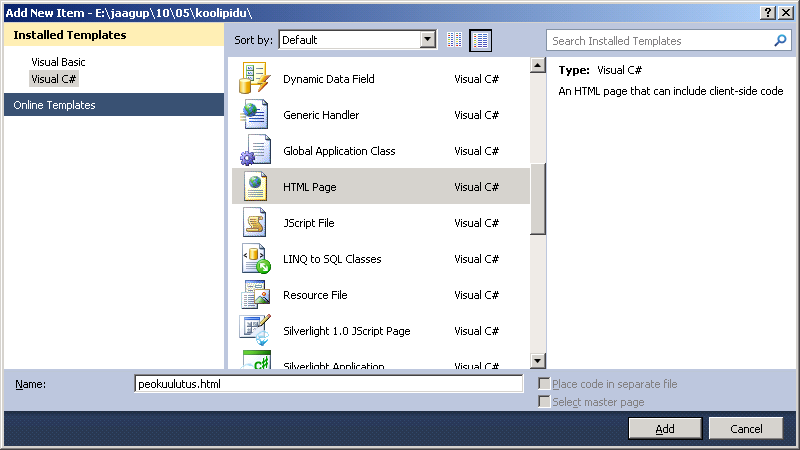 Add New Item - E:\jaagup\10\05\koolipidu\
Installed Templates
Visual Basic
Visual C#
Online Templates
Sort by: Default
Search Installed Templates
Dynamic Data Field Visual C#
Generic Handler Visual C#
Global Application Class Visual C#
HTML Page Visual C#
JScript File Visual C#
LINQ to SQL Classes Visual C#
Resource File Visual C#
Silverlight 1.0 JScript Page Visual C#
Silverlight Application Visual C#
Type: Visual C#
An HTML page that can include client-side code
Name: peokuulutus.html
Place code in separate file
Select master page
Add Cancel